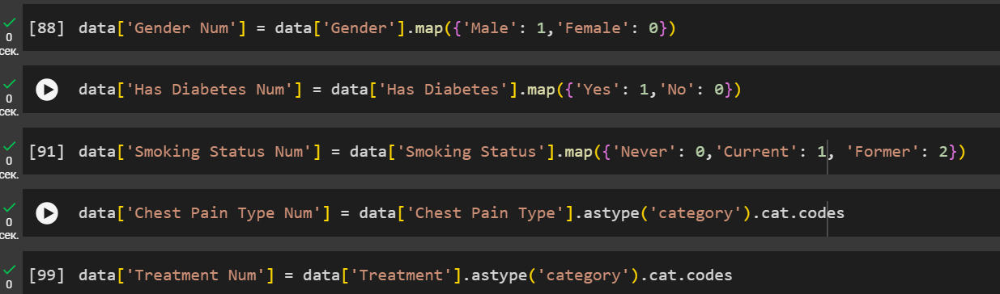 [88] data['Gender Num'] = data['Gender'].map({'Male': 1,'Female': 0})
0
сек.
data['Has Diabetes Num'] = data['Has Diabetes'].map({'Yes': 1,'No': 0})
0
сек.
[91] data['Smoking Status Num'] = data['Smoking Status'].map({'Never': 0,'Current': 1, 'Former': 2})
0
сек.
data['Chest Pain Type Num'] = data['Chest Pain Type'].astype('category').cat.codes
0
сек.
[99] data['Treatment Num'] = data['Treatment'].astype('category').cat.codes
0